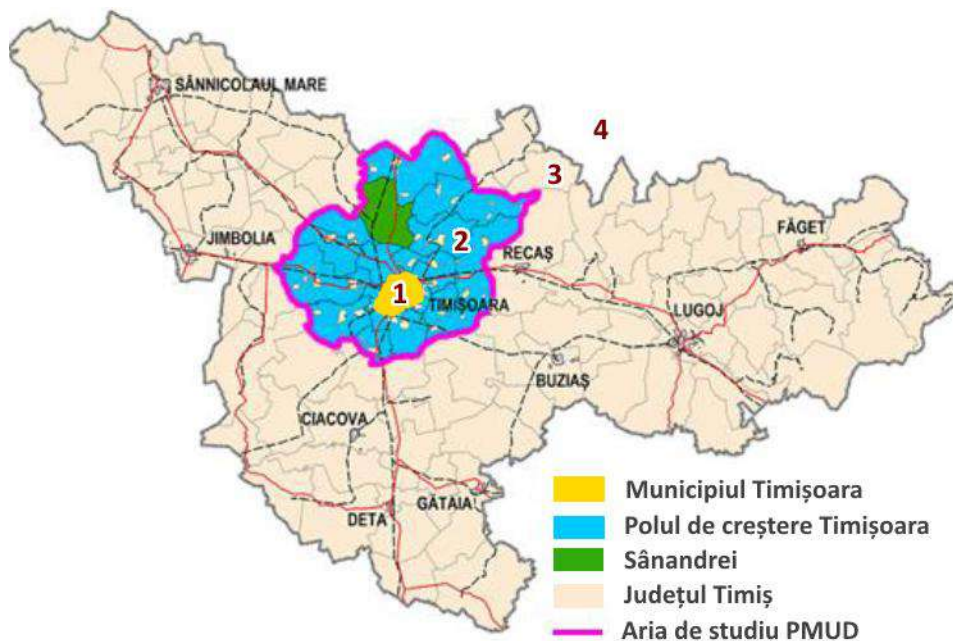 SÂNNICOLAUL MARE
4
3
JIMBOLIA
2
FĂGET
RECAȘ
1
TIMIȘOARA
LUGOJ
BUZIAȘ
CIACOVA
GĂTAIA
DETA
Municipiul Timișoara
Polul de creștere Timișoara
Sânandrei
Județul Timiș
Aria de studiu PMUD